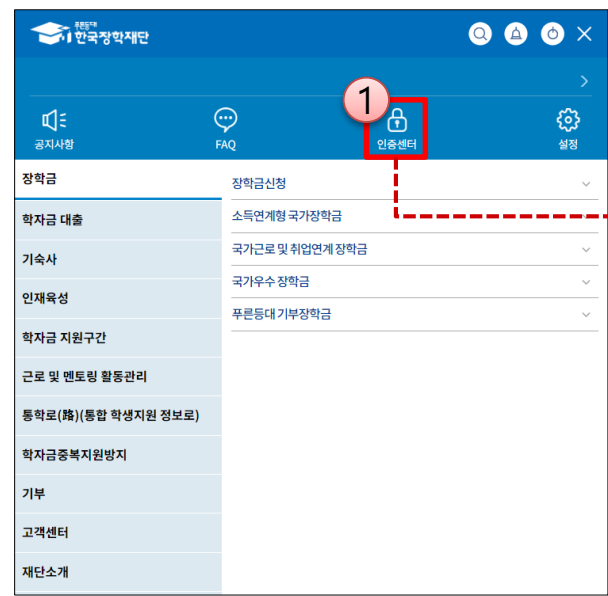 푸른등대
한국장학재단
1
공지사항
FAQ
인증센터
설정
장학금
학자금 대출
기숙사
인재육성
학자금 지원구간
근로 및 멘토링 활동관리
통학로(路)(통합 학생지원 정보로)
학자금중복지원방지
기부
고객센터
재단소개
장학금신청
소득연계형 국가장학금
국가근로 및 취업연계 장학금
국가우수 장학금
푸른등대 기부장학금